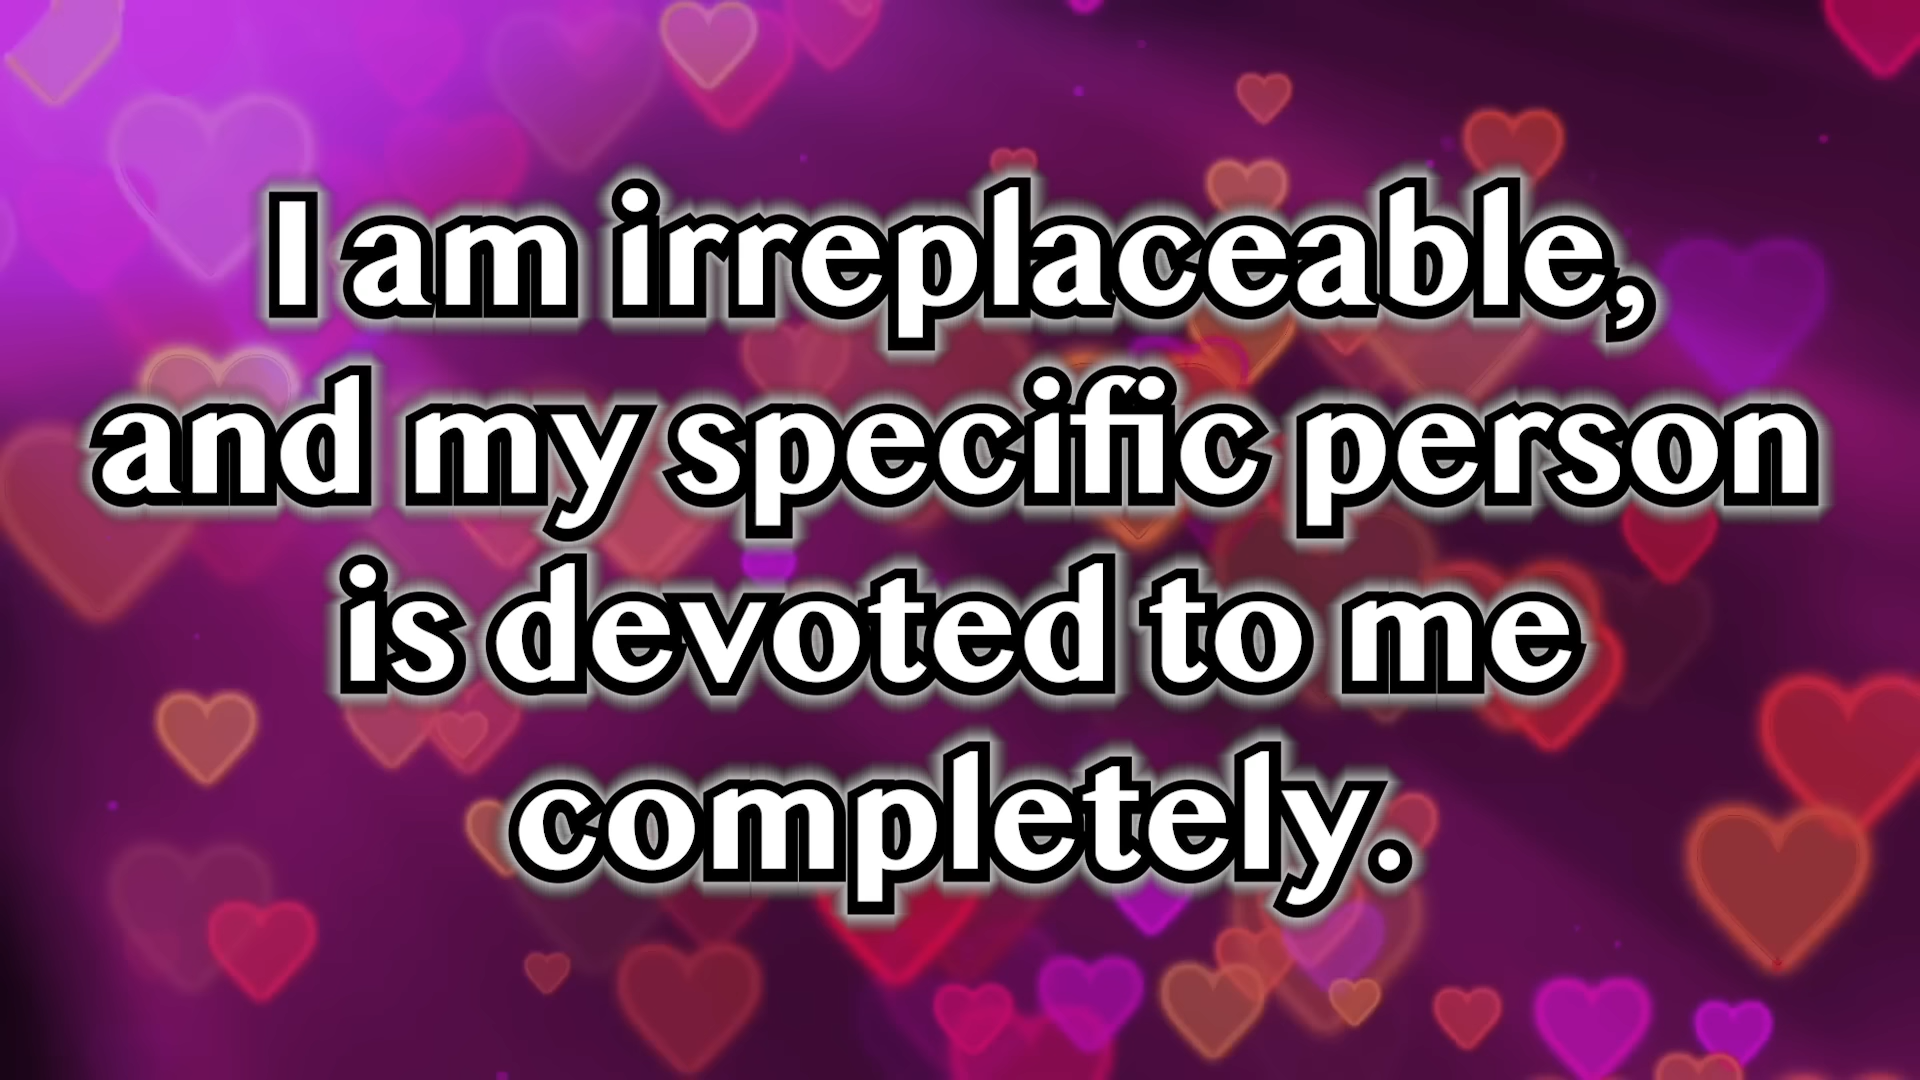 I am irreplaceable,
and my specific person
is devoted to me
completely.